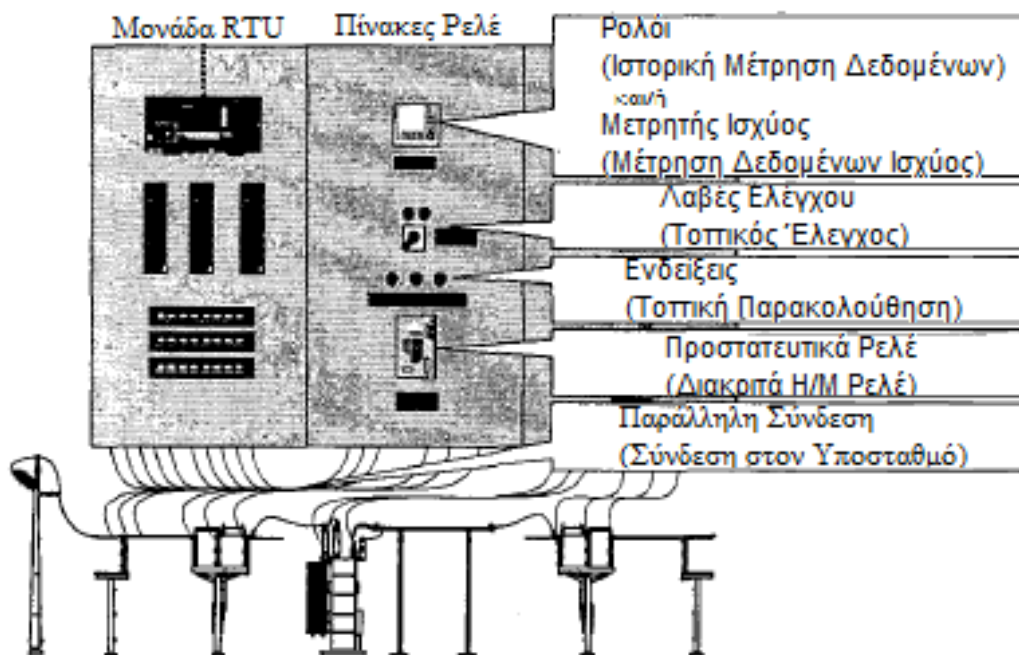 Μονάδα RTU
Πίνακες Ρελέ
Ρολόι
(Ιστορική Μέτρηση Δεδομένων)
και/ή
Μετρητής Ισχύος
(Μέτρηση Δεδομένων Ισχύος)
Λαβές Ελέγχου
(Τοπικός Έλεγχος)
Ενδείξεις
(Τοπική Παρακολούθηση)
Προστατευτικά Ρελέ
(Διακριτά Η/Μ Ρελέ)
Παράλληλη Σύνδεση
(Σύνδεση στον Υποσταθμό)